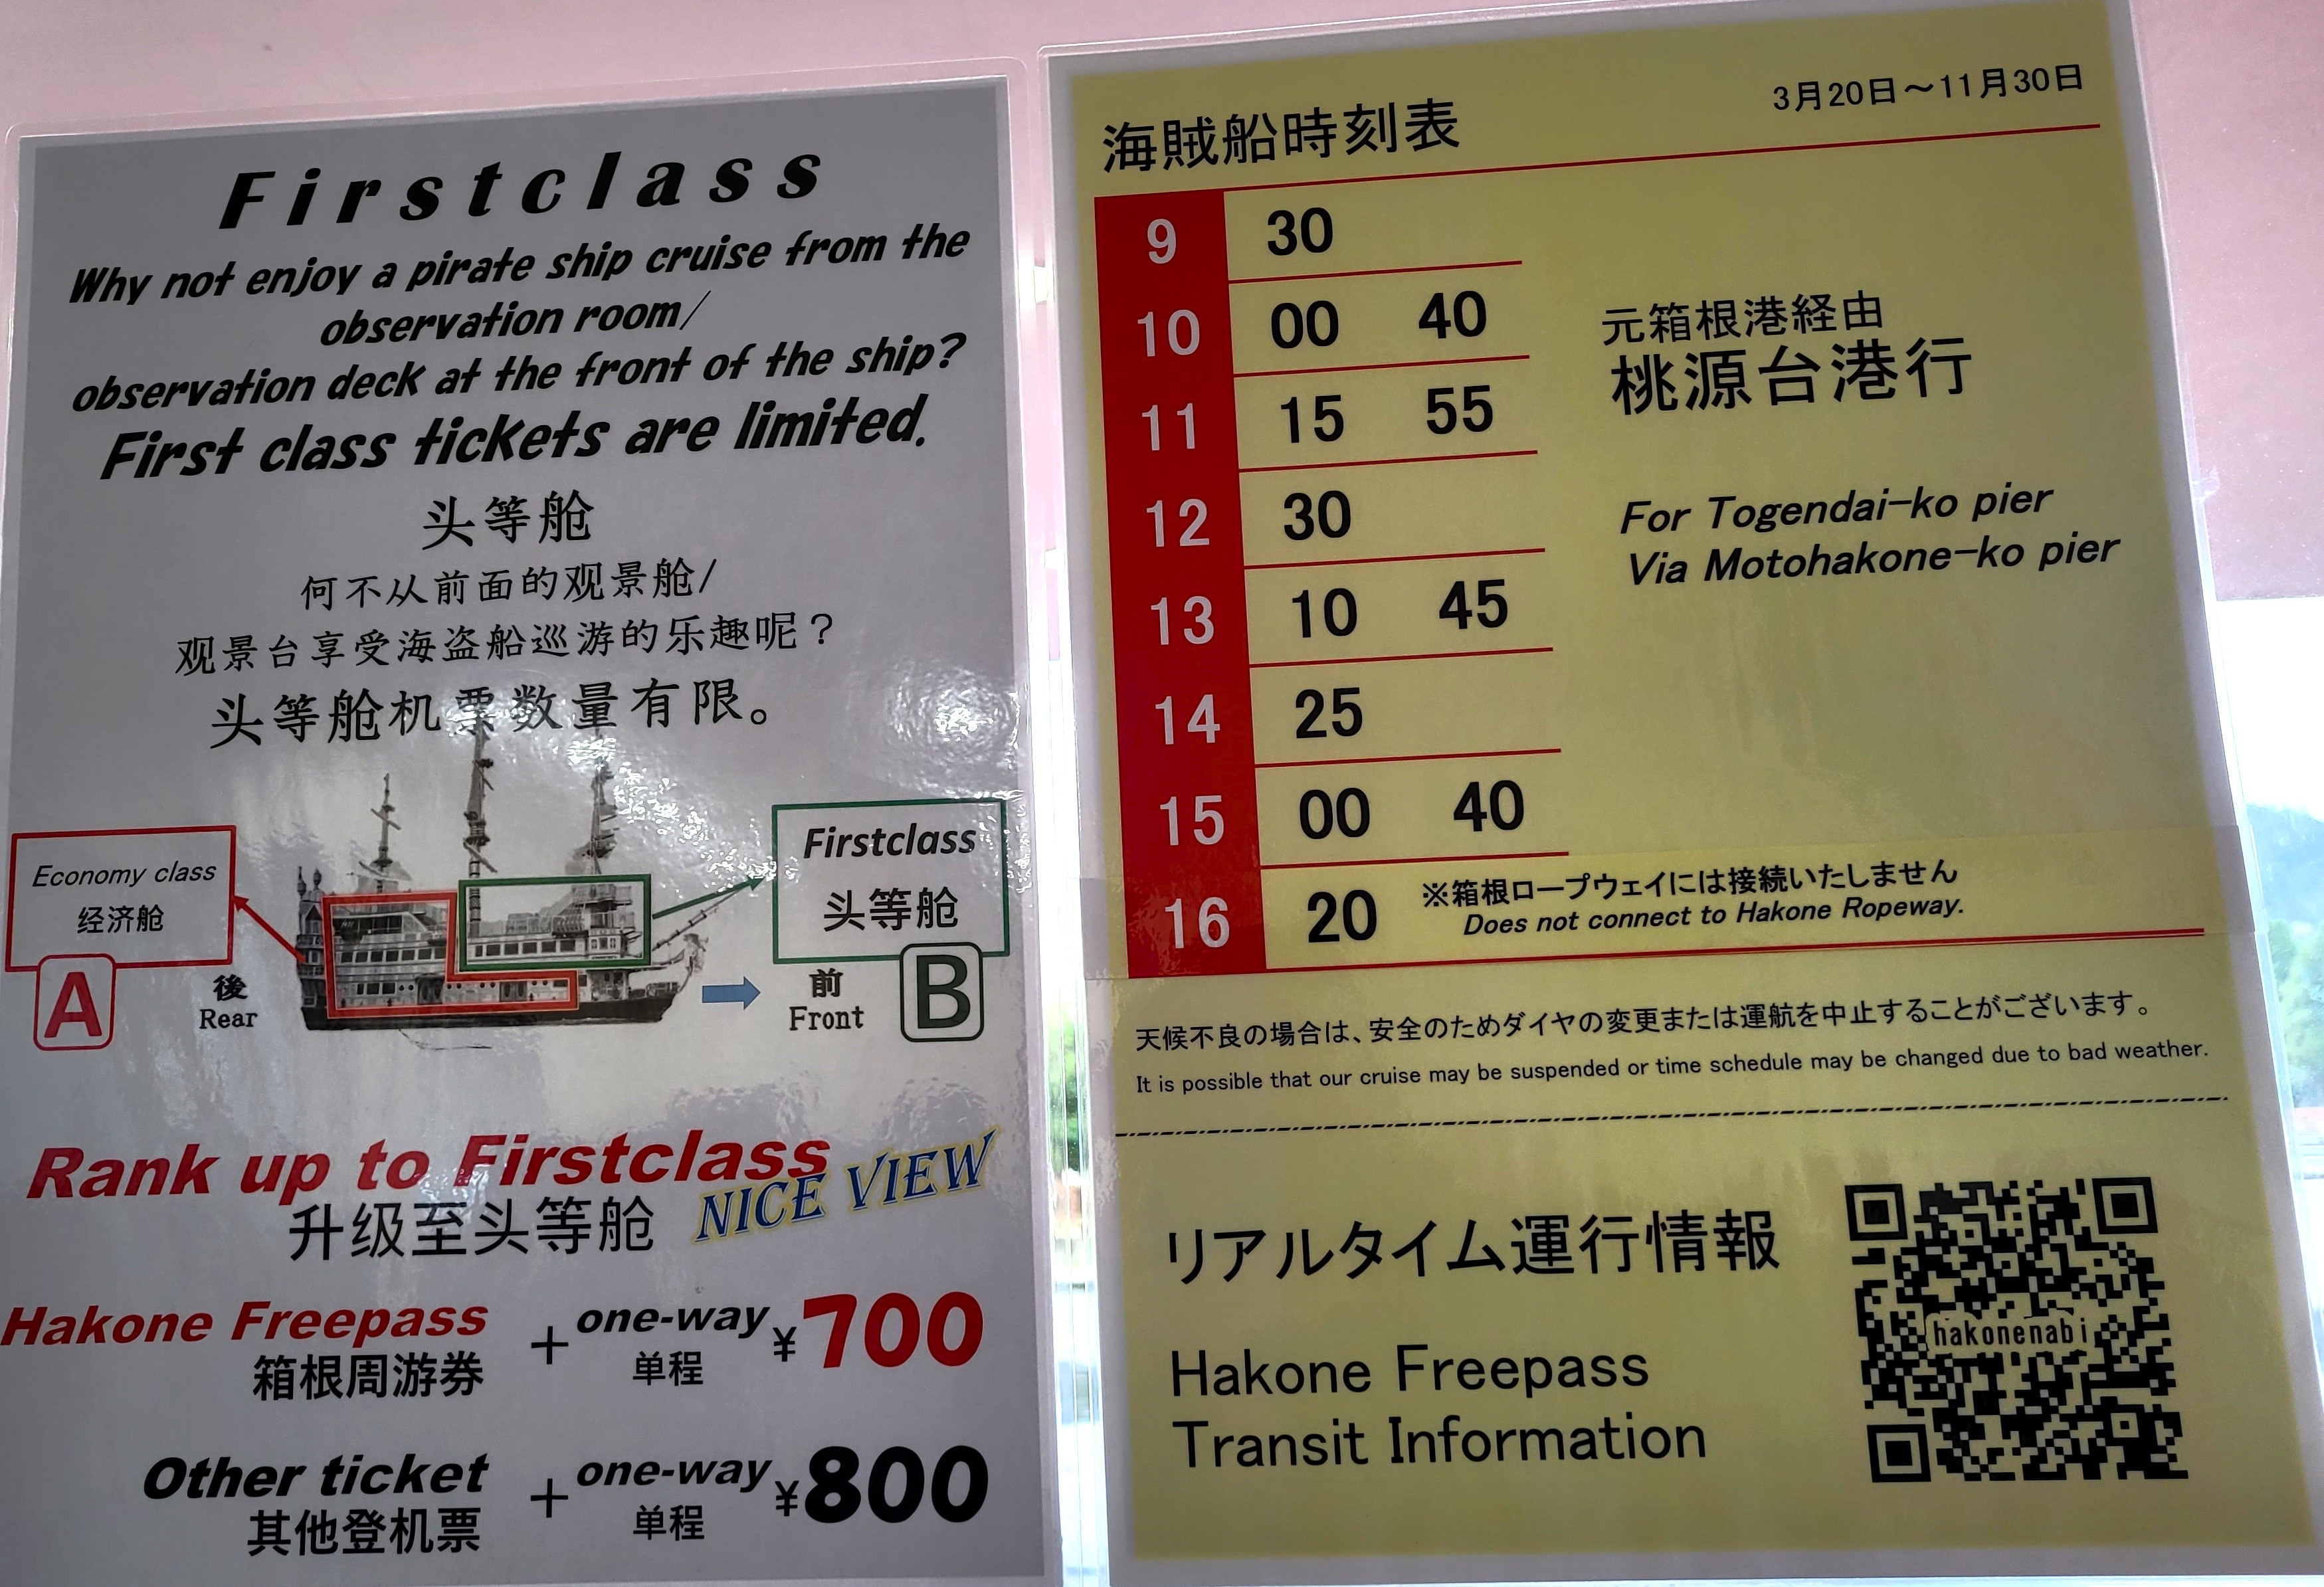 Firstclass
Why not enjoy a pirate ship cruise from the
observation room/
observation deck at the front of the ship?
First class tickets are limited.
头等舱
何不从前面的观景舱/
观景台享受海盗船巡游的乐趣呢？
头等舱机票数量有限。
Economy class
经济舱
A
後
Rear
Firstclass
头等舱
B
前
Front
Rank up to Firstclass
升级至头等舱
NICE VIEW
Hakone Freepass + one-way ¥700
箱根周游券 单程
Other ticket + one-way ¥800
其他登机票 单程
海賊船時刻表
3月20日～11月30日
9 30
10 00 40
11 15 55
12 30
13 10 45
14 25
15 00 40
16 20
※箱根ロープウェイには接続いたしません
Does not connect to Hakone Ropeway.
元箱根港経由
桃源台港行
For Togendai-ko pier
Via Motohakone-ko pier
天候不良の場合は、安全のためダイヤの変更または運航を中止することがございます。
It is possible that our cruise may be suspended or time schedule may be changed due to bad weather.
リアルタイム運行情報
Hakone Freepass
Transit Information
hakonenabi